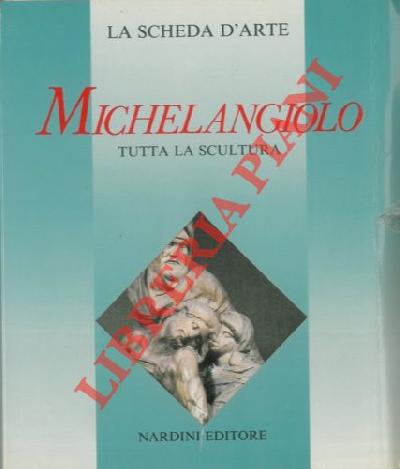 LA SCHEDA D'ARTE
MICHELANGIOLO
TUTTA LA SCULTURA
LIBRERIA PIANI
NARDINI EDITORE